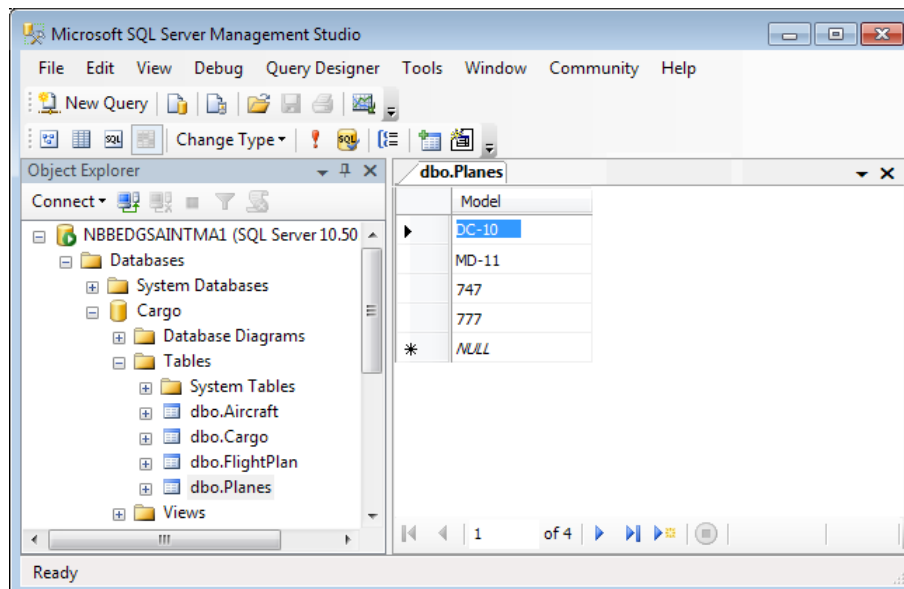 Microsoft SQL Server Management Studio
File Edit View Debug Query Designer Tools Window Community Help
New Query
SQL Change Type SQL
Object Explorer
dbo.Planes
Connect
Model
NBBEDGSAINTMA1 (SQL Server 10.50
DC-10
Databases
MD-11
System Databases
747
Cargo
777
Database Diagrams
NULL
Tables
System Tables
dbo.Aircraft
dbo.Cargo
dbo.FlightPlan
dbo.Planes
Views
1 of 4
Ready